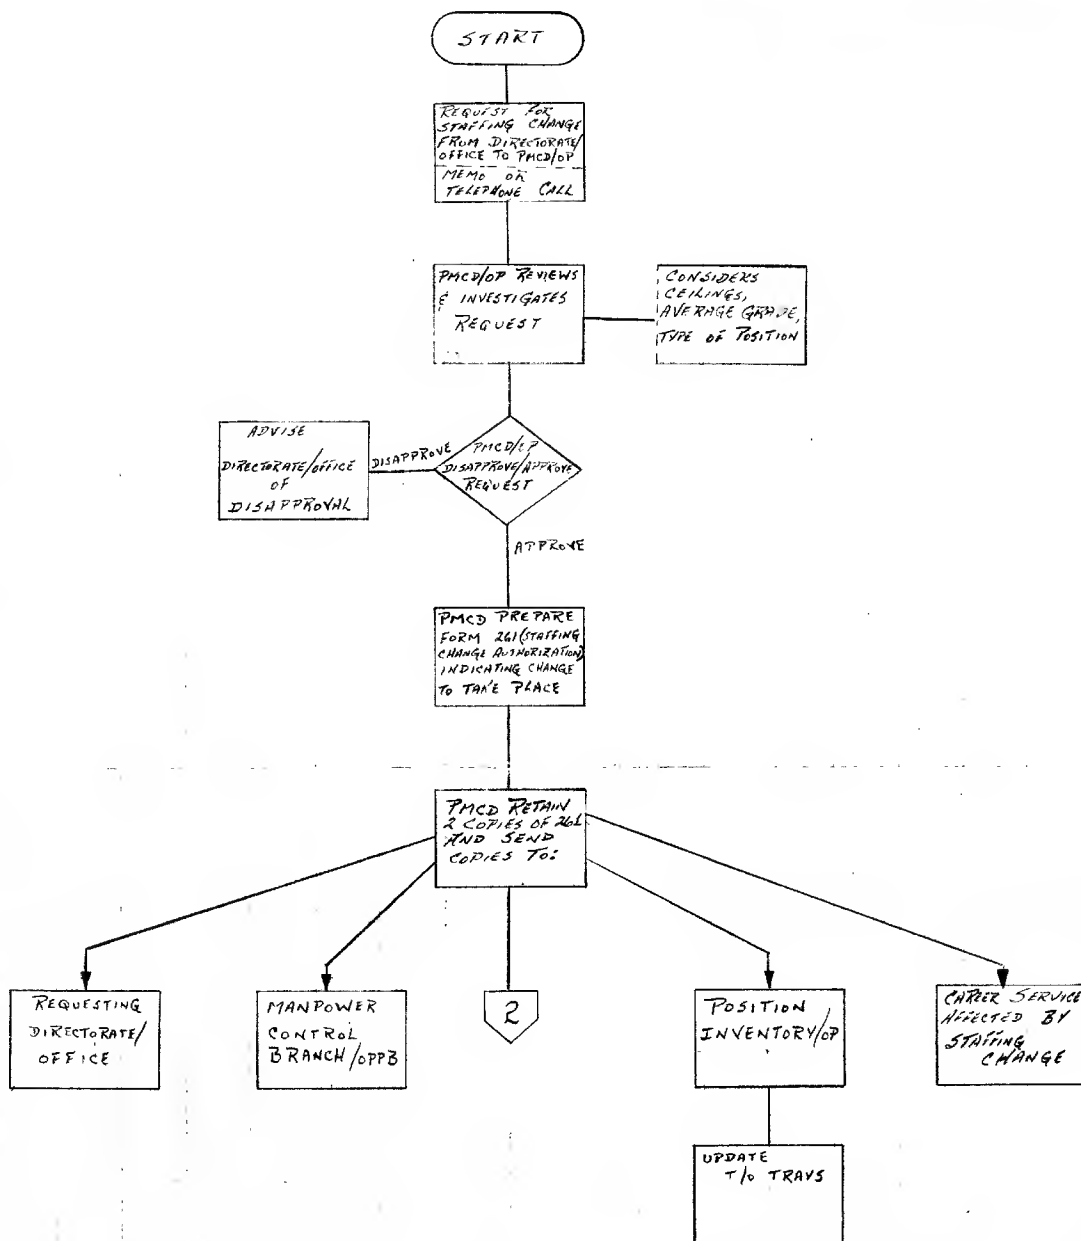 START
REQUEST FOR
STAFFING CHANGE
FROM DIRECTORATE/
OFFICE TO PMCD/OP
MEMO OR
TELEPHONE CALL
PMCD/OP REVIEWS
& INVESTIGATES
REQUEST
CONSIDERS
CEILINGS,
AVERAGE GRADE,
TYPE OF POSITION
ADVISE
DIRECTORATE/OFFICE
OF
DISAPPROVAL
DISAPPROVE
PMCD/OP
DISAPPROVE/APPROVE
REQUEST
APPROVE
PMCD PREPARE
FORM 261 (STAFFING
CHANGE AUTHORIZATION)
INDICATING CHANGE
TO TAKE PLACE
PMCD RETAIN
2 COPIES OF 261
AND SEND
COPIES TO:
REQUESTING
DIRECTORATE/
OFFICE
MANPOWER
CONTROL
BRANCH/OPPB
2
POSITION
INVENTORY/OP
CAREER SERVICE
AFFECTED BY
STAFFING
CHANGE
UPDATE
T/O TRAYS